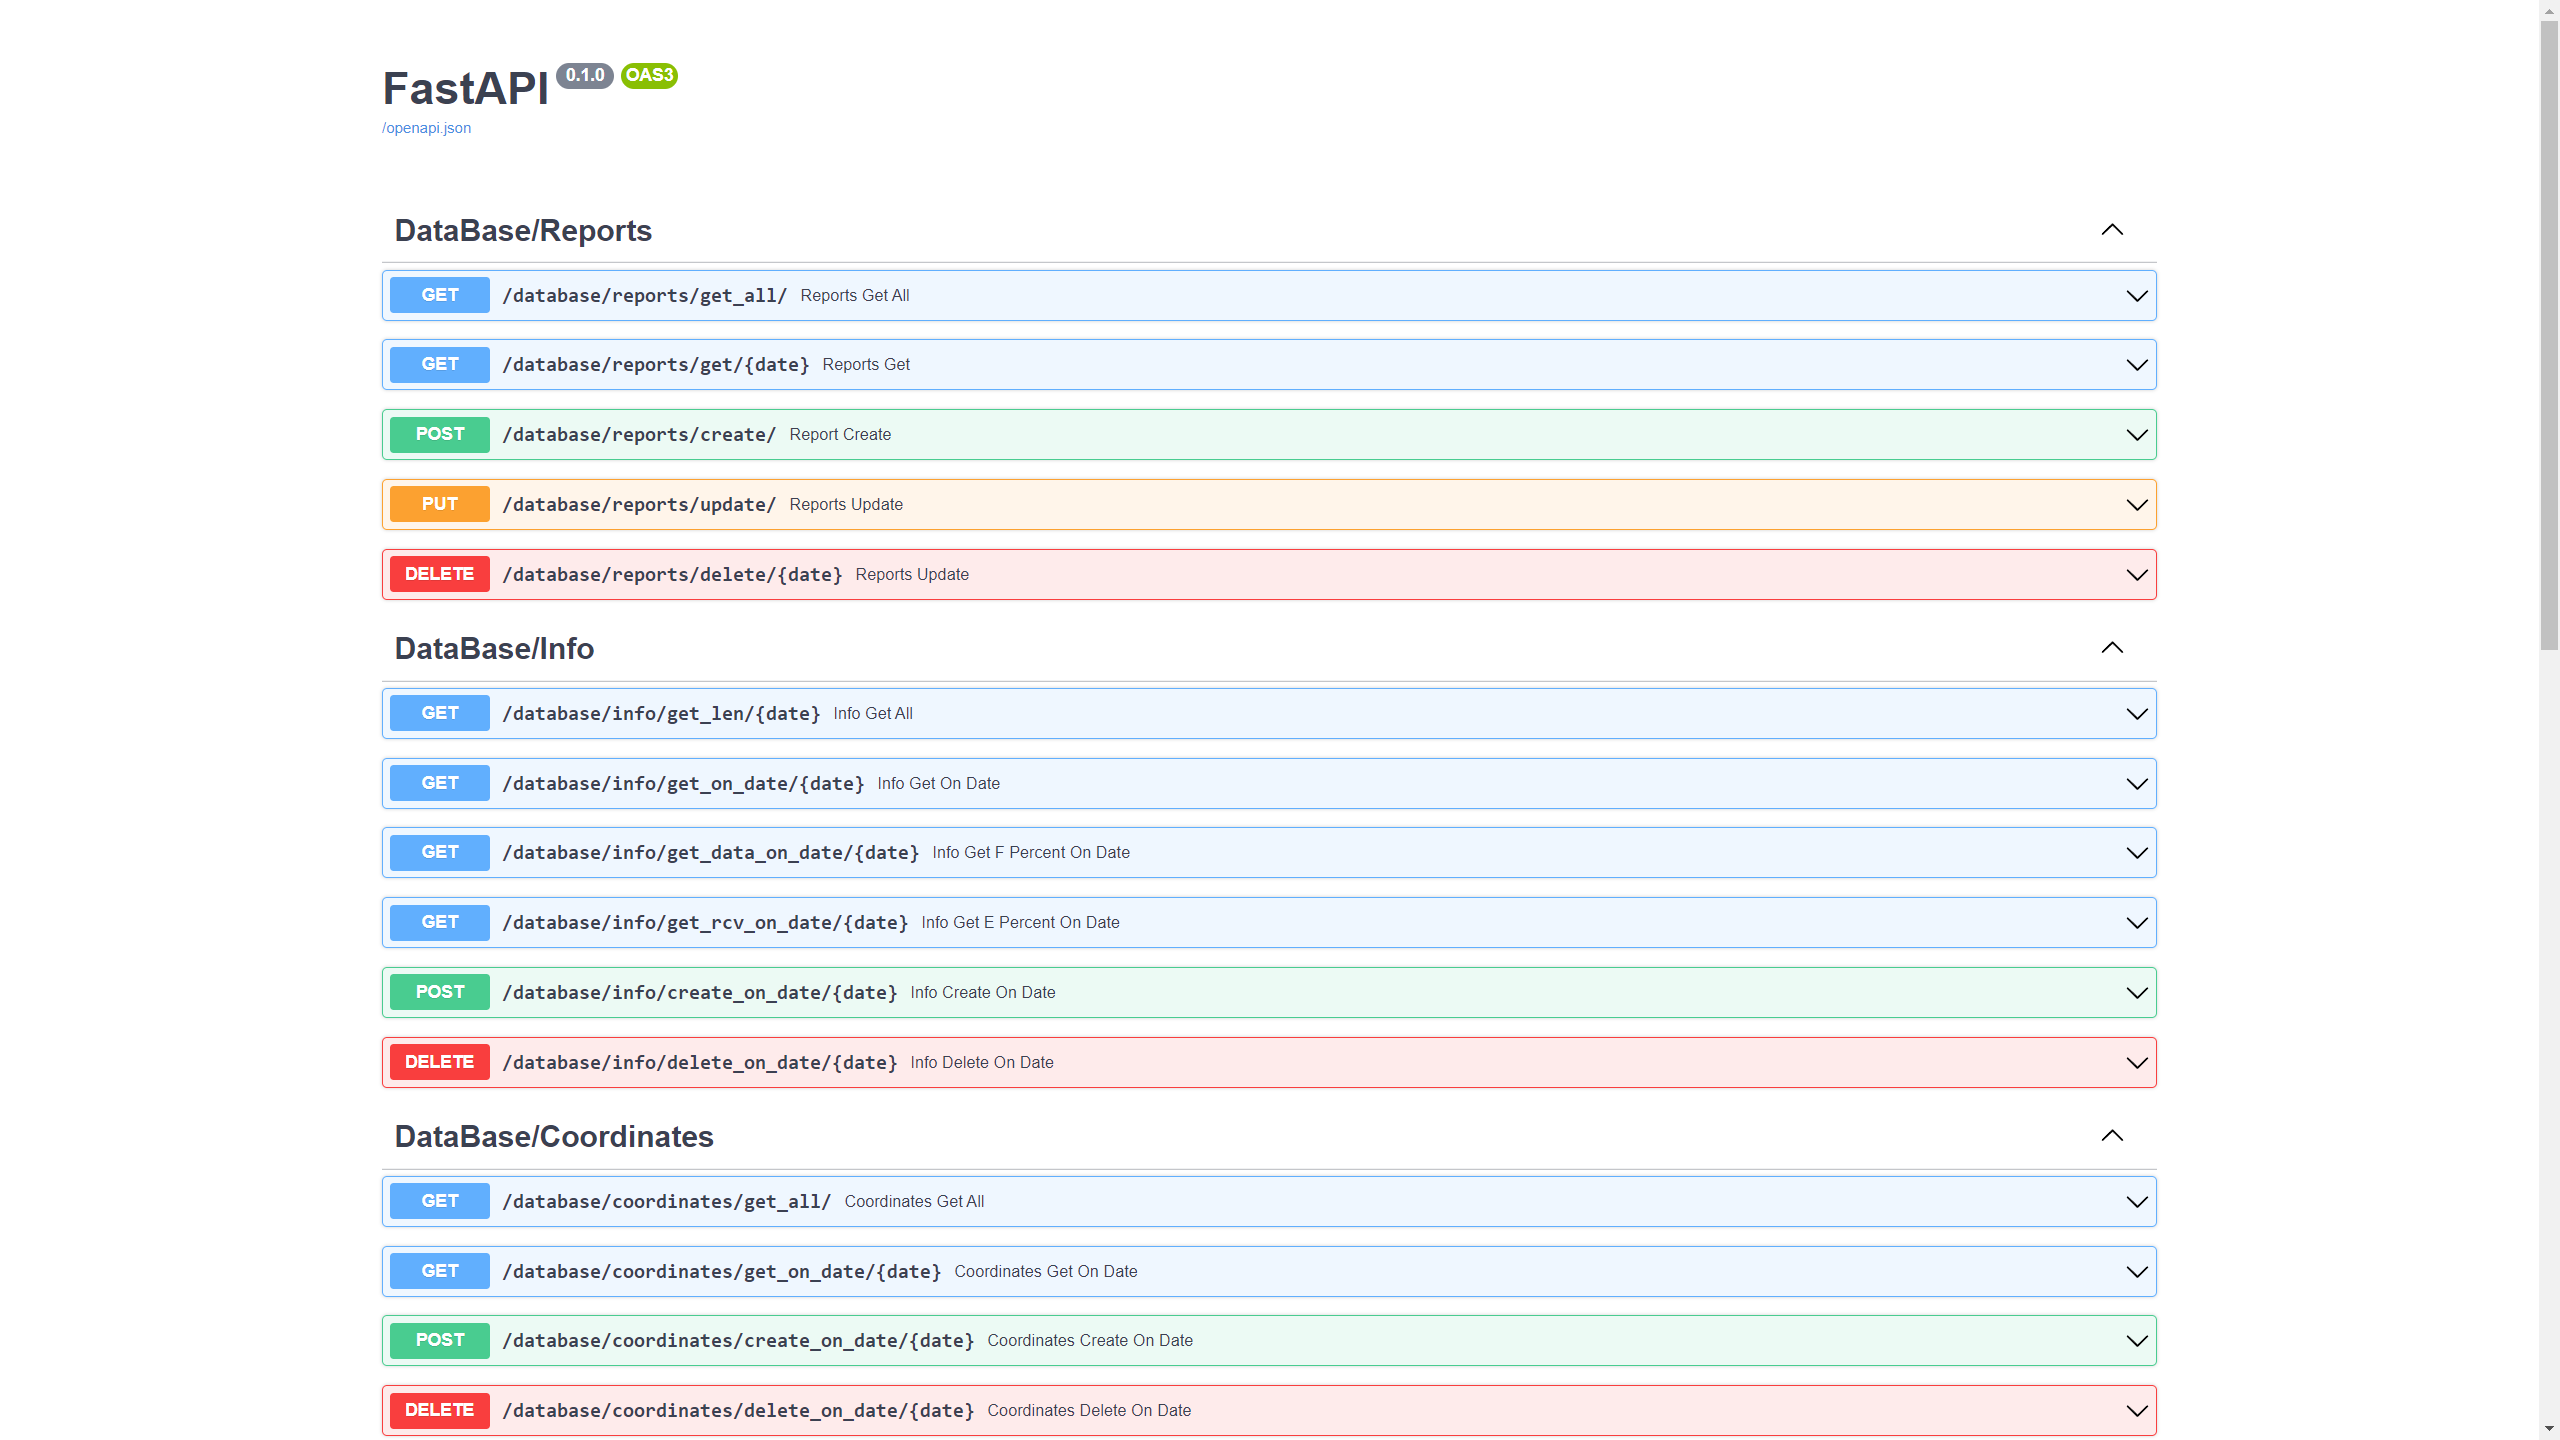 FastAPI 0.1.0 OAS3
/openapi.json
DataBase/Reports
GET /database/reports/get_all/ Reports Get All
GET /database/reports/get/{date} Reports Get
POST /database/reports/create/ Report Create
PUT /database/reports/update/ Reports Update
DELETE /database/reports/delete/{date} Reports Update
DataBase/Info
GET /database/info/get_len/{date} Info Get All
GET /database/info/get_on_date/{date} Info Get On Date
GET /database/info/get_data_on_date/{date} Info Get F Percent On Date
GET /database/info/get_rcv_on_date/{date} Info Get E Percent On Date
POST /database/info/create_on_date/{date} Info Create On Date
DELETE /database/info/delete_on_date/{date} Info Delete On Date
DataBase/Coordinates
GET /database/coordinates/get_all/ Coordinates Get All
GET /database/coordinates/get_on_date/{date} Coordinates Get On Date
POST /database/coordinates/create_on_date/{date} Coordinates Create On Date
DELETE /database/coordinates/delete_on_date/{date} Coordinates Delete On Date